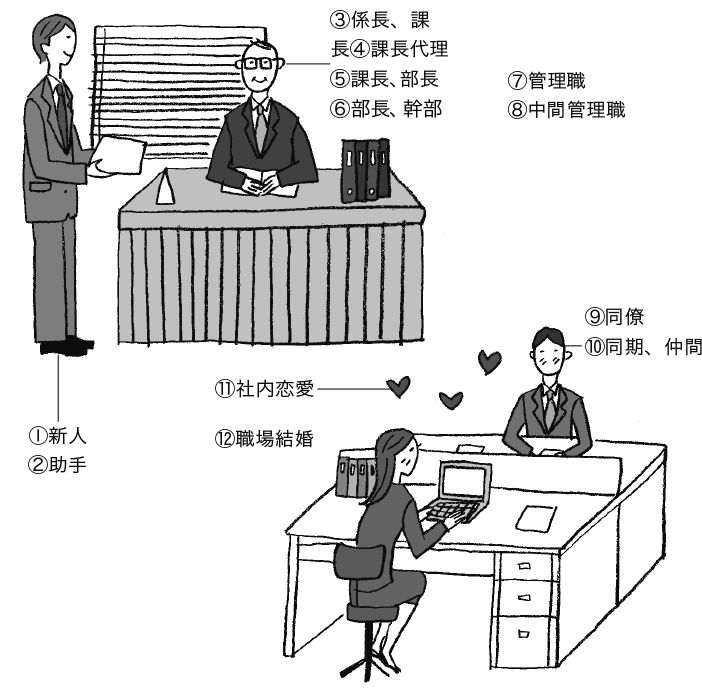 ③係長、課
長④課長代理
⑤課長、部長
⑥部長、幹部
⑦管理職
⑧中間管理職
⑨同僚
⑩同期、仲間
⑪社内恋愛
⑫職場結婚
①新人
②助手